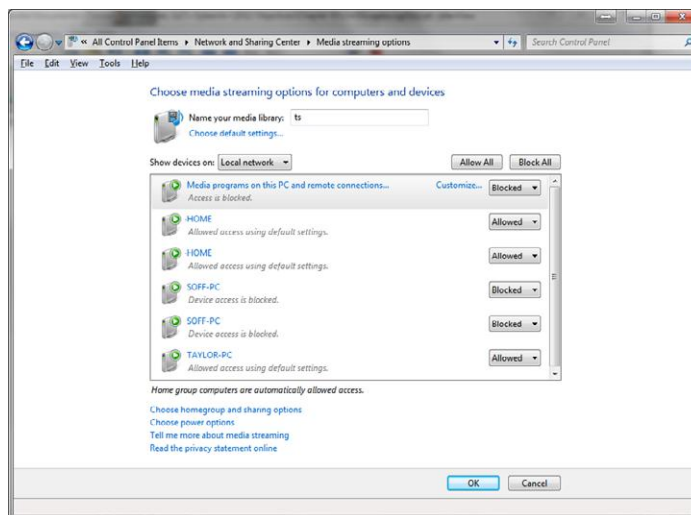 « All Control Panel Items ▸ Network and Sharing Center ▸ Media streaming options
Search Control Panel
File Edit View Tools Help
Choose media streaming options for computers and devices
Name your media library: ts
Choose default settings...
Show devices on: Local network
Allow All Block All
Media programs on this PC and remote connections... Customize... Blocked
Access is blocked.
HOME Allowed
Allowed access using default settings.
HOME Allowed
Allowed access using default settings.
SOFF-PC Blocked
Device access is blocked.
SOFF-PC Blocked
Device access is blocked.
TAYLOR-PC Allowed
Allowed access using default settings.
Home group computers are automatically allowed access.
Choose homegroup and sharing options
Choose power options
Tell me more about media streaming
Read the privacy statement online
OK Cancel